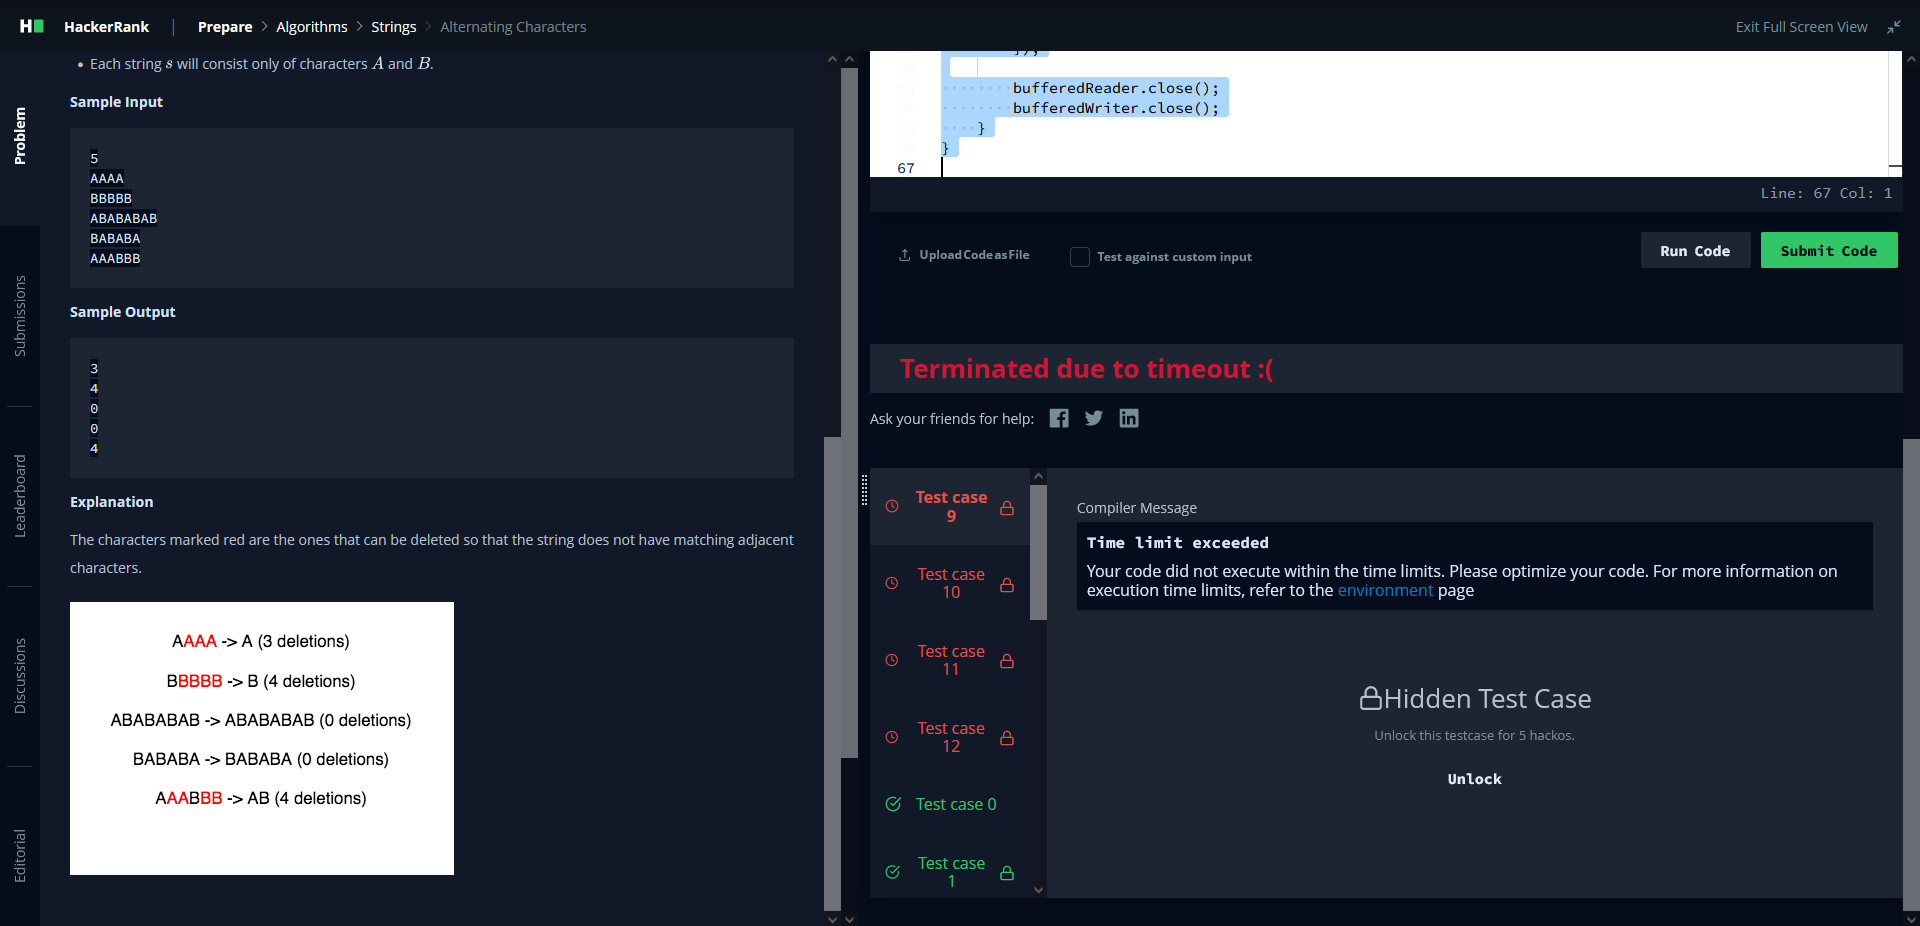 HackerRank | Prepare > Algorithms > Strings > Alternating Characters
Exit Full Screen View
Problem
Submissions
Leaderboard
Discussions
Editorial
• Each string s will consist only of characters A and B.
Sample Input
5
AAAA
BBBBB
ABABABAB
BABABA
AAABBB
Sample Output
3
4
0
0
4
Explanation
The characters marked red are the ones that can be deleted so that the string does not have matching adjacent
characters.
AAAA -> A (3 deletions)
BBBBB -> B (4 deletions)
ABABABAB -> ABABABAB (0 deletions)
BABABA -> BABABA (0 deletions)
AAABBB -> AB (4 deletions)
62
63 bufferedReader.close();
64 bufferedWriter.close();
65 }
66 }
67
Line: 67 Col: 1
Upload Code as File
Test against custom input
Run Code
Submit Code
Terminated due to timeout :(
Ask your friends for help:
Test case
9
Test case
10
Test case
11
Test case
12
Test case 0
Test case
1
Compiler Message
Time limit exceeded
Your code did not execute within the time limits. Please optimize your code. For more information on
execution time limits, refer to the environment page
Hidden Test Case
Unlock this testcase for 5 hackos.
Unlock